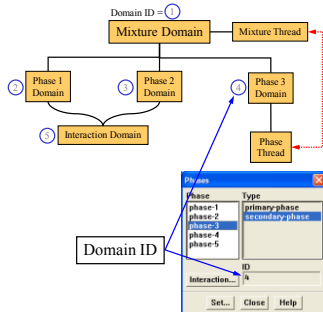 Domain ID = 1
Mixture Domain
Mixture Thread
2
Phase 1
Domain
3
Phase 2
Domain
4
Phase 3
Domain
5
Interaction Domain
Phase
Thread
Domain ID
Phases
Phase
Type
phase-1
phase-2
phase-3
phase-4
phase-5
primary-phase
secondary-phase
Interaction...
ID
4
Set...
Close
Help